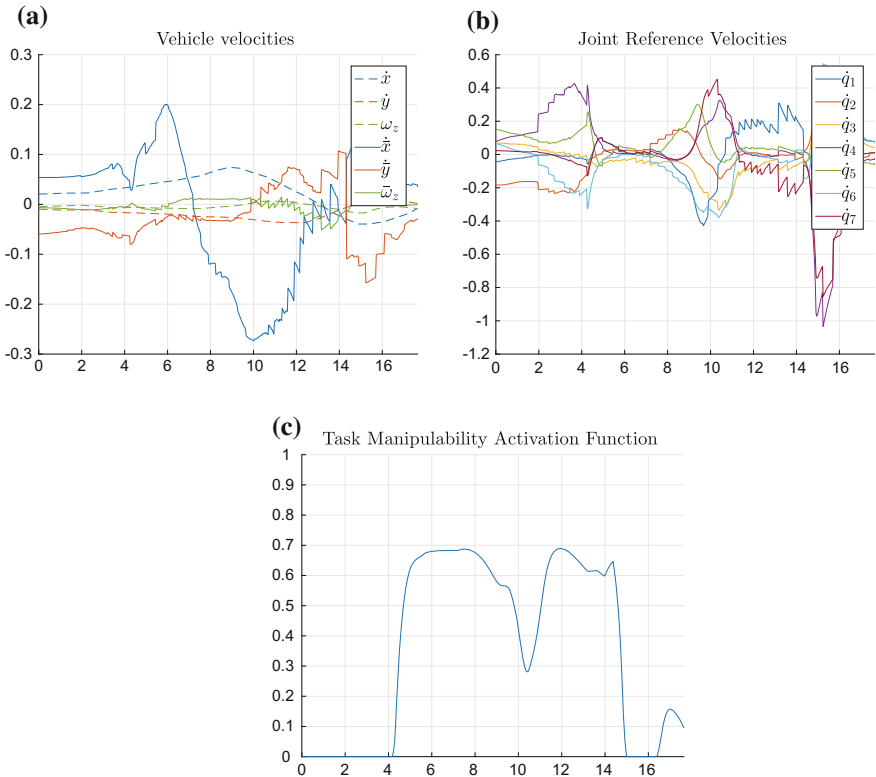 (a)
Vehicle velocities
0.3
0.2
0.1
0
-0.1
-0.2
-0.3
0 2 4 6 8 10 12 14 16
ẋ
ẏ
ω_z
ẋ̄
ẏ̄
ω̄_z
(b)
Joint Reference Velocities
0.6
0.4
0.2
0
-0.2
-0.4
-0.6
-0.8
-1
-1.2
0 2 4 6 8 10 12 14 16
q̇₁
q̇₂
q̇₃
q̇₄
q̇₅
q̇₆
q̇₇
(c)
Task Manipulability Activation Function
1
0.9
0.8
0.7
0.6
0.5
0.4
0.3
0.2
0.1
0
0 2 4 6 8 10 12 14 16